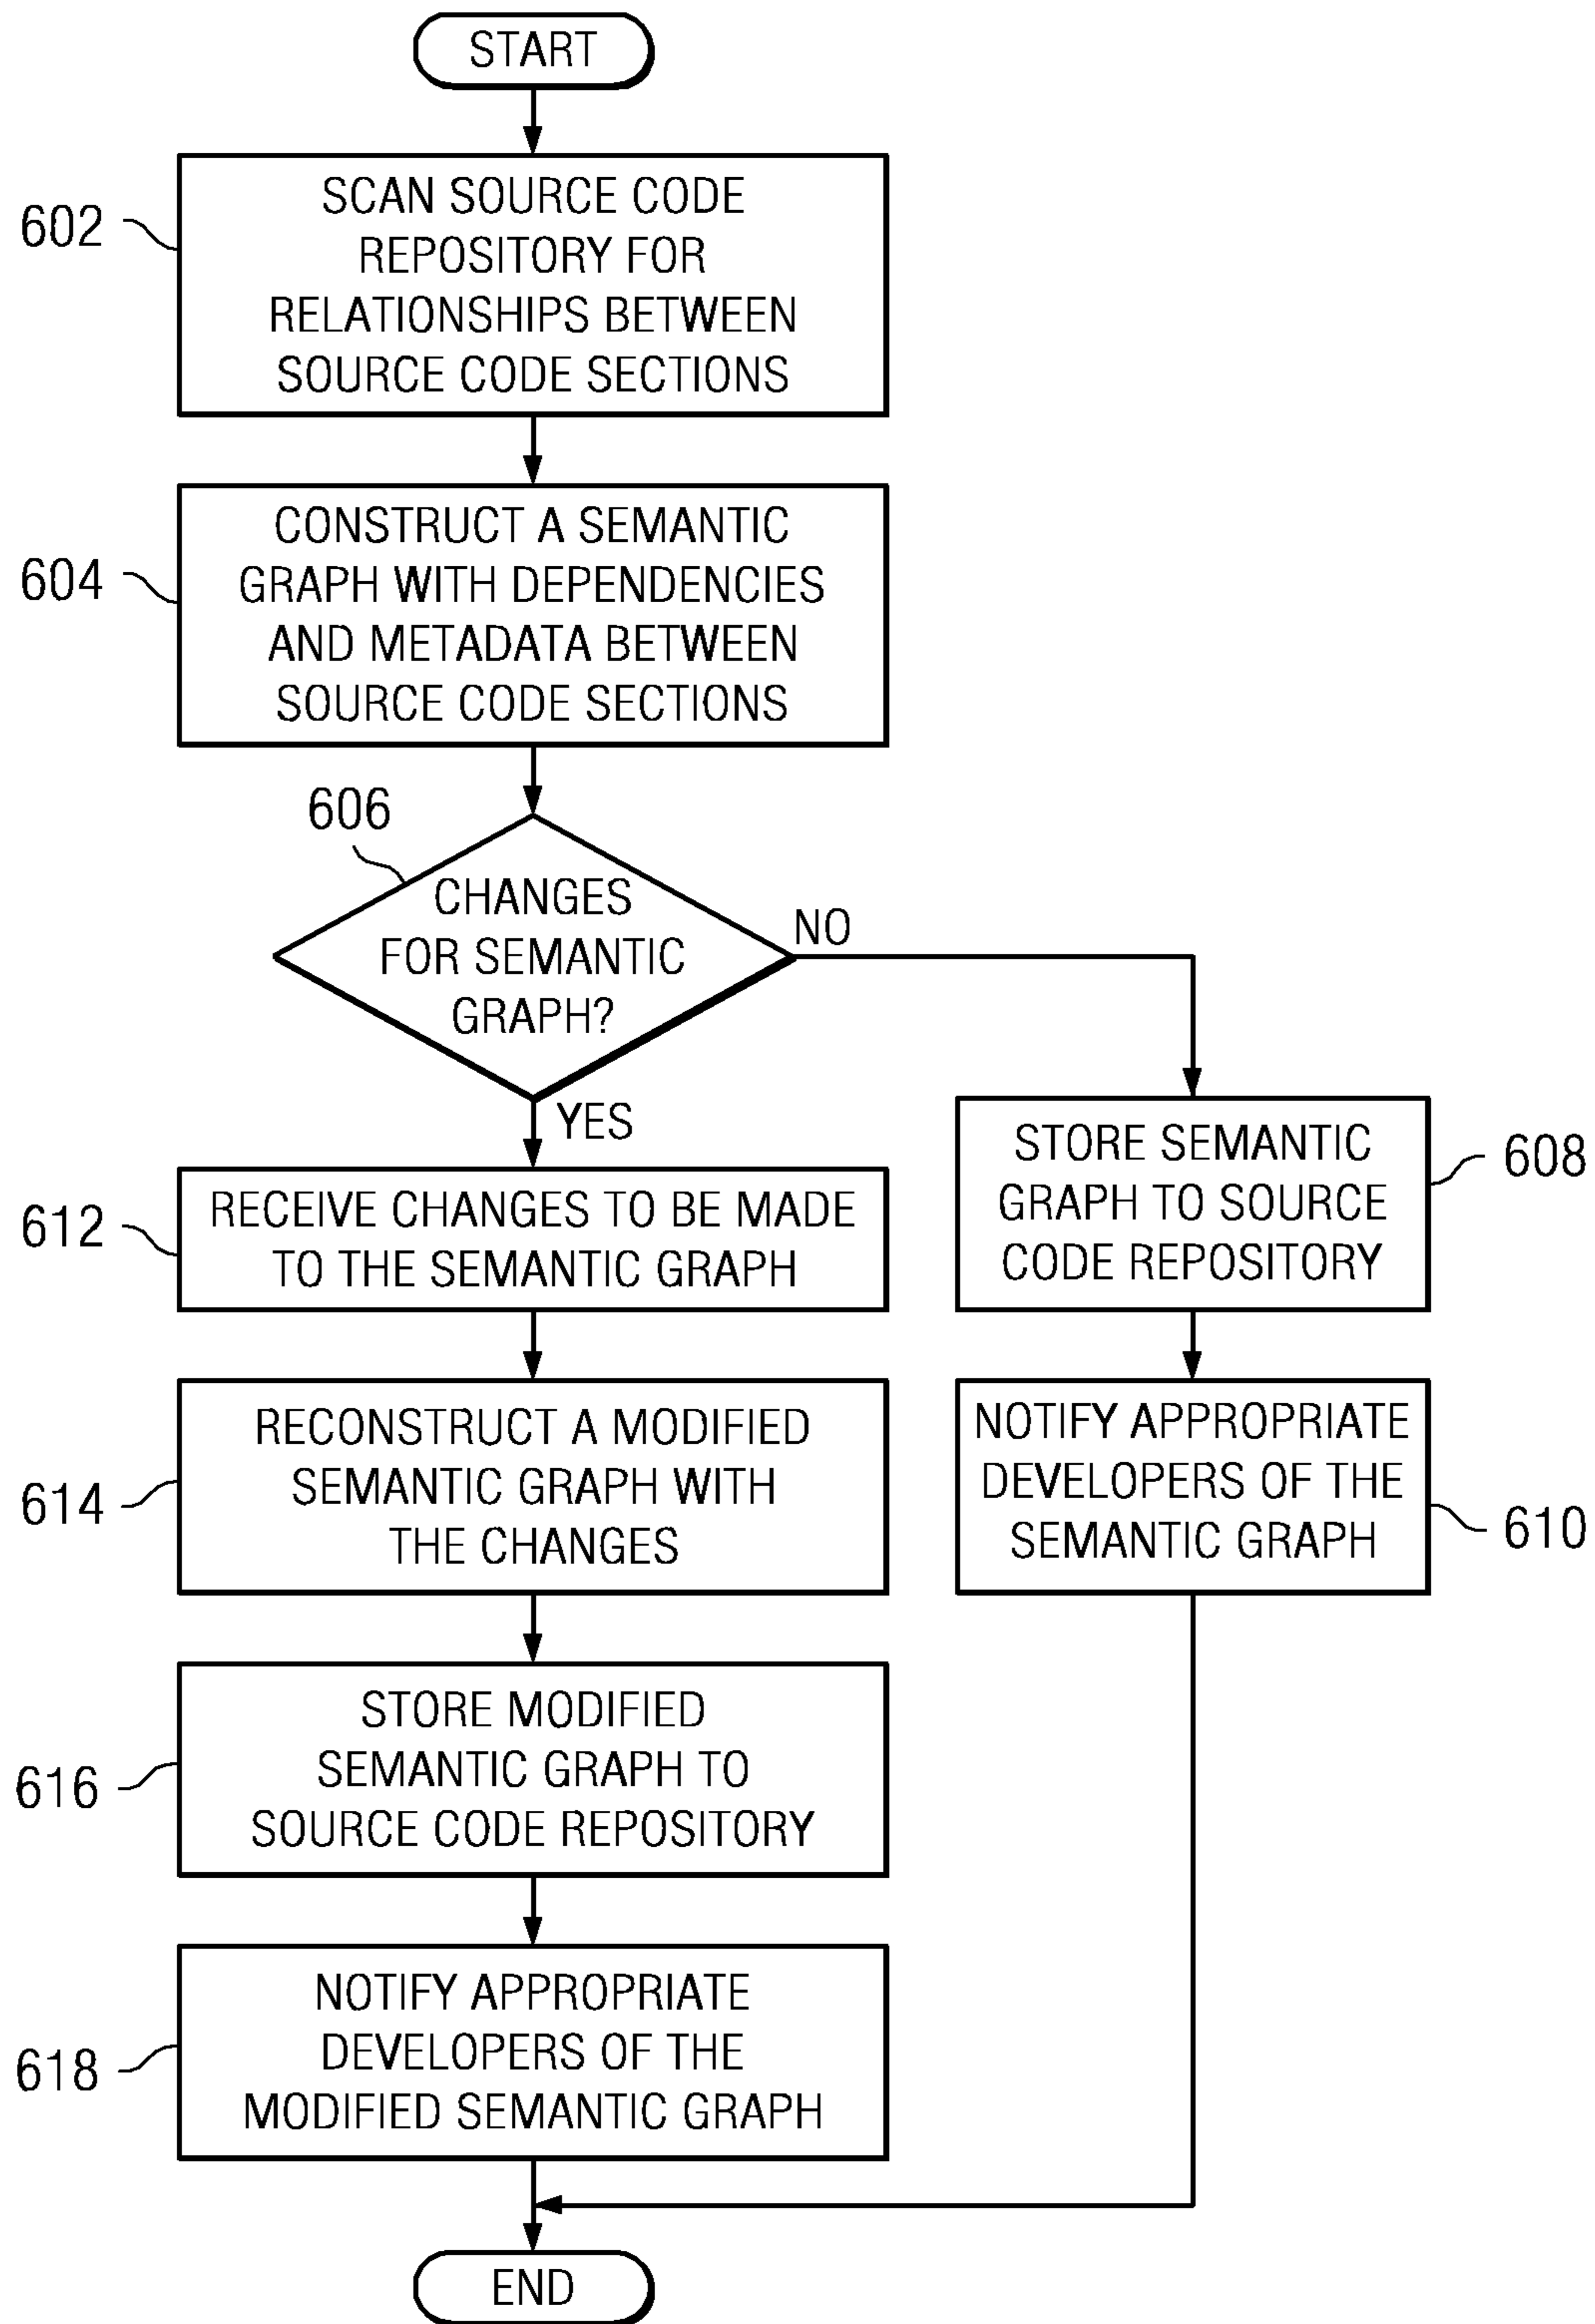 START
602
SCAN SOURCE CODE
REPOSITORY FOR
RELATIONSHIPS BETWEEN
SOURCE CODE SECTIONS
604
CONSTRUCT A SEMANTIC
GRAPH WITH DEPENDENCIES
AND METADATA BETWEEN
SOURCE CODE SECTIONS
606
CHANGES
FOR SEMANTIC
GRAPH?
NO
YES
608
STORE SEMANTIC
GRAPH TO SOURCE
CODE REPOSITORY
610
NOTIFY APPROPRIATE
DEVELOPERS OF THE
SEMANTIC GRAPH
612
RECEIVE CHANGES TO BE MADE
TO THE SEMANTIC GRAPH
614
RECONSTRUCT A MODIFIED
SEMANTIC GRAPH WITH
THE CHANGES
616
STORE MODIFIED
SEMANTIC GRAPH TO
SOURCE CODE REPOSITORY
618
NOTIFY APPROPRIATE
DEVELOPERS OF THE
MODIFIED SEMANTIC GRAPH
END